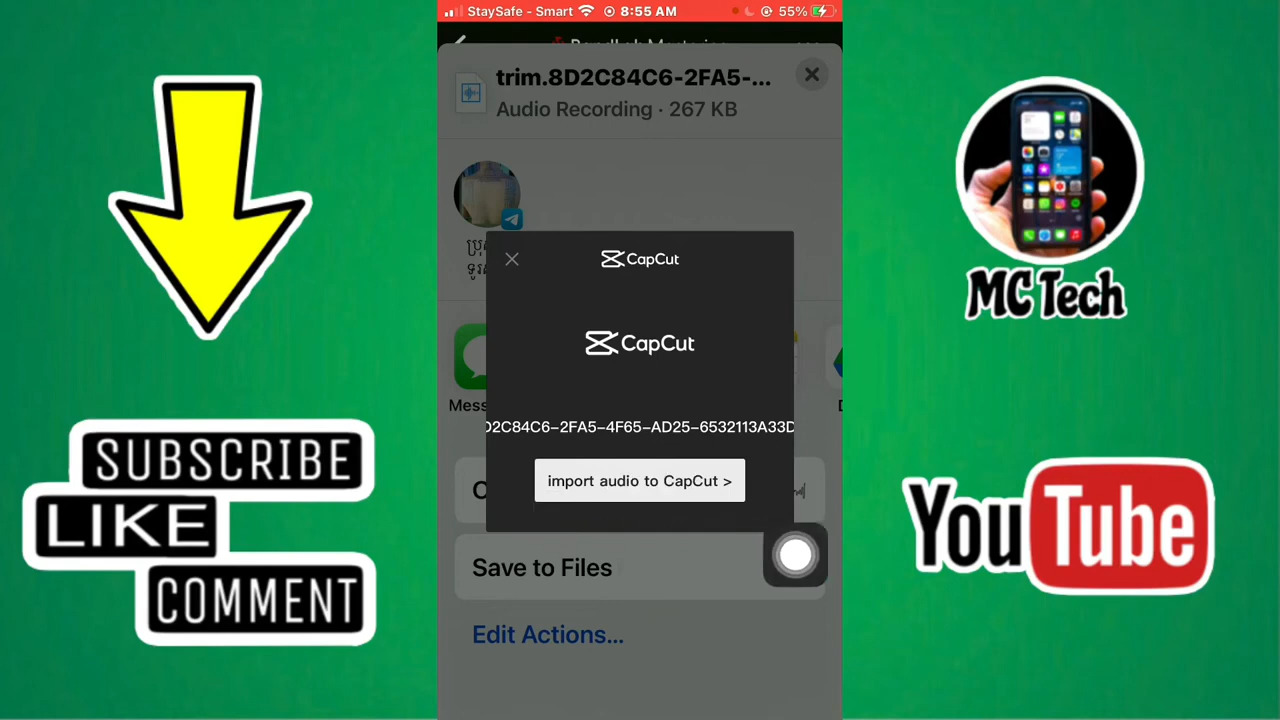 StaySafe - Smart
8:55 AM
55%
trim.8D2C84C6-2FA5-...
Audio Recording · 267 KB
CapCut
CapCut
D2C84C6-2FA5-4F65-AD25-6532113A33D
import audio to CapCut >
Mess
Save to Files
Edit Actions...
SUBSCRIBE
LIKE
COMMENT
MC Tech
YouTube